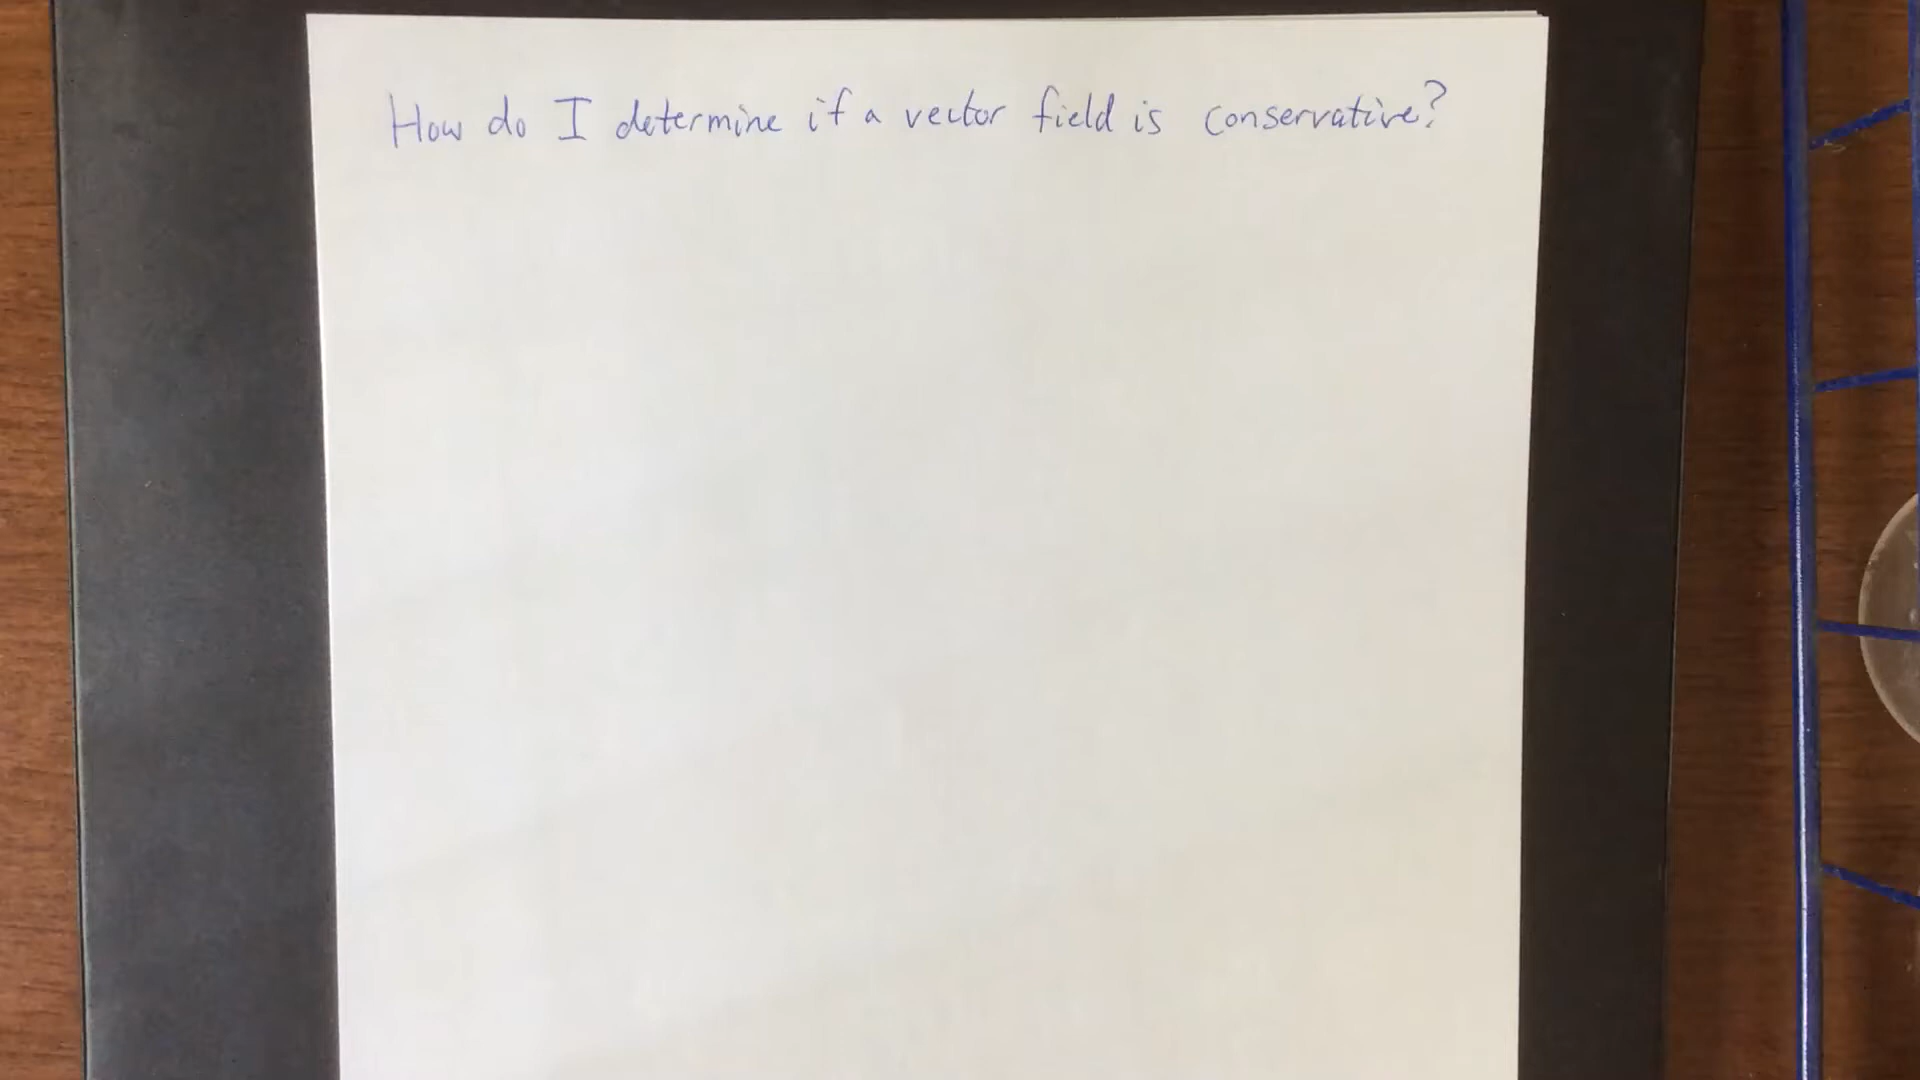 How do I determine if a vector field is conservative?